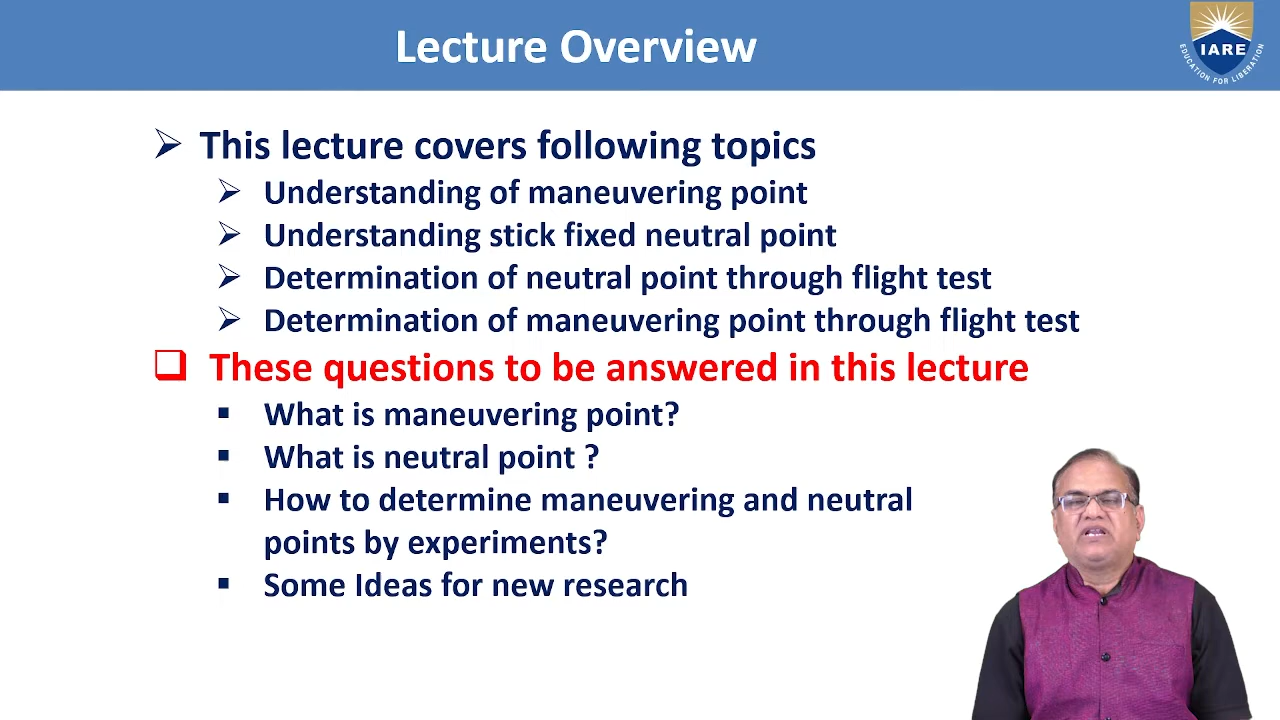 Lecture Overview
IARE
EDUCATION FOR LIBERATION
This lecture covers following topics
Understanding of maneuvering point
Understanding stick fixed neutral point
Determination of neutral point through flight test
Determination of maneuvering point through flight test
These questions to be answered in this lecture
What is maneuvering point?
What is neutral point ?
How to determine maneuvering and neutral
points by experiments?
Some Ideas for new research